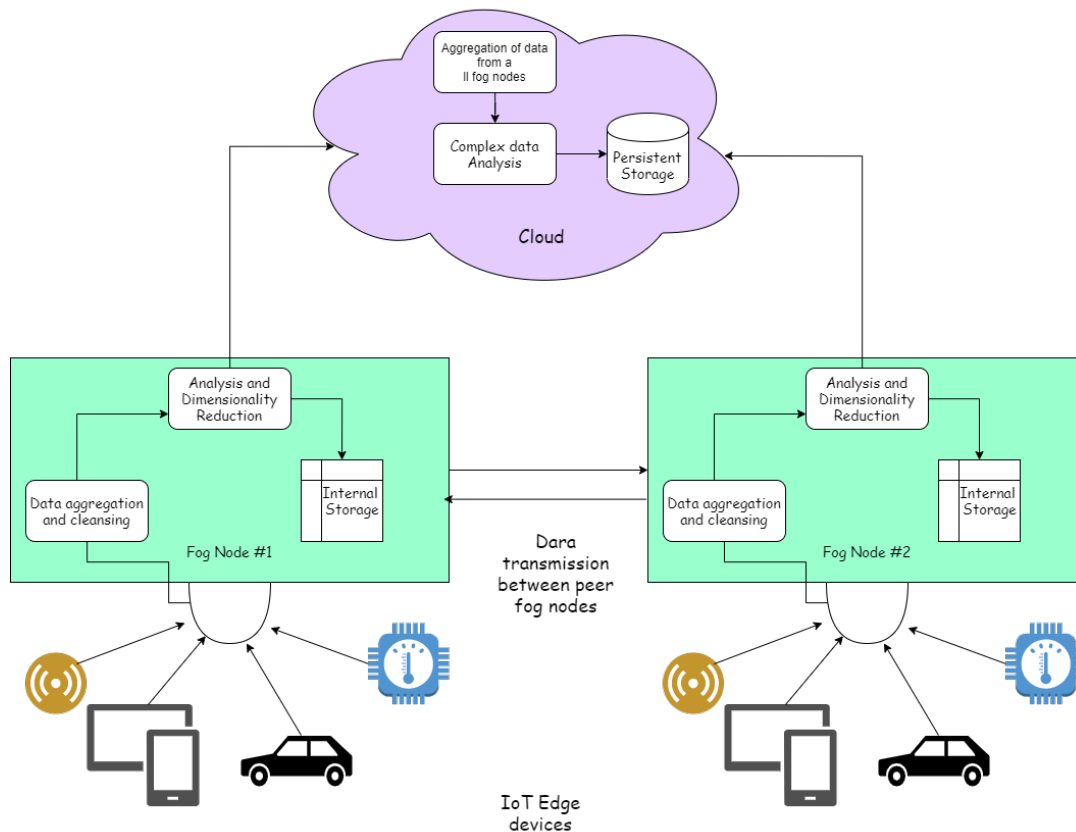 Aggregation of data
from a
ll fog nodes
Complex data
Analysis
Persistent
Storage
Cloud
Analysis and
Dimensionality
Reduction
Data aggregation
and cleansing
Internal
Storage
Fog Node #1
Dara
transmission
between peer
fog nodes
Analysis and
Dimensionality
Reduction
Data aggregation
and cleansing
Internal
Storage
Fog Node #2
IoT Edge
devices